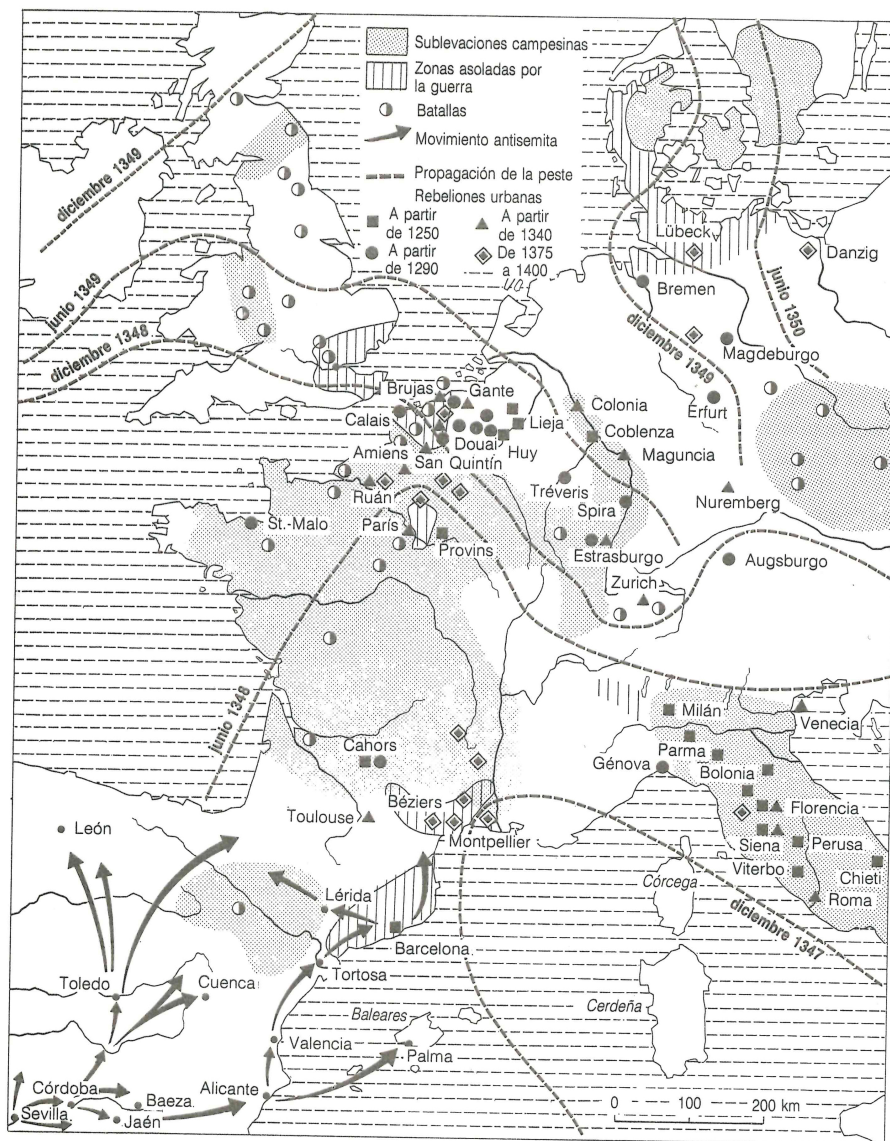 Sublevaciones campesinas
Zonas asoladas por
la guerra
Batallas
Movimiento antisemita
Propagación de la peste
Rebeliones urbanas
A partir
de 1250
A partir
de 1340
A partir
de 1290
De 1375
a 1400
diciembre 1349
junio 1349
diciembre 1348
Lübeck
Danzig
Bremen
junio 1350
diciembre 1349
Magdeburgo
Erfurt
Brujas
Gante
Calais
Lieja
Colonia
Douai
Coblenza
Huy
Amiens
San Quintín
Maguncia
Ruán
Tréveris
Nuremberg
Spira
St.-Malo
París
Provins
Estrasburgo
Augsburgo
Zurich
junio 1348
Milán
Venecia
Cahors
Parma
Génova
Bolonia
Béziers
Toulouse
Florencia
Montpellier
León
Siena
Perusa
Viterbo
Chieti
Córcega
Roma
Lérida
diciembre 1347
Barcelona
Toledo
Cuenca
Tortosa
Baleares
Cerdeña
Valencia
Palma
Córdoba
Baeza
Alicante
Sevilla
Jaén
0 100 200 km